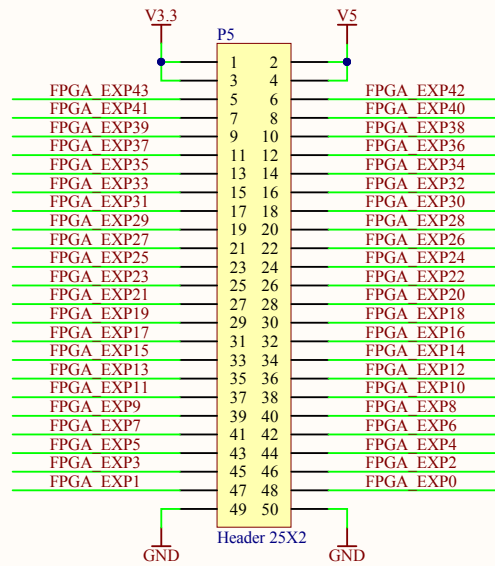 V3.3 V5
P5
1 2
3 4
FPGA_EXP43 5 6 FPGA_EXP42
FPGA_EXP41 7 8 FPGA_EXP40
FPGA_EXP39 9 10 FPGA_EXP38
FPGA_EXP37 11 12 FPGA_EXP36
FPGA_EXP35 13 14 FPGA_EXP34
FPGA_EXP33 15 16 FPGA_EXP32
FPGA_EXP31 17 18 FPGA_EXP30
FPGA_EXP29 19 20 FPGA_EXP28
FPGA_EXP27 21 22 FPGA_EXP26
FPGA_EXP25 23 24 FPGA_EXP24
FPGA_EXP23 25 26 FPGA_EXP22
FPGA_EXP21 27 28 FPGA_EXP20
FPGA_EXP19 29 30 FPGA_EXP18
FPGA_EXP17 31 32 FPGA_EXP16
FPGA_EXP15 33 34 FPGA_EXP14
FPGA_EXP13 35 36 FPGA_EXP12
FPGA_EXP11 37 38 FPGA_EXP10
FPGA_EXP9 39 40 FPGA_EXP8
FPGA_EXP7 41 42 FPGA_EXP6
FPGA_EXP5 43 44 FPGA_EXP4
FPGA_EXP3 45 46 FPGA_EXP2
FPGA_EXP1 47 48 FPGA_EXP0
49 50
Header 25X2
GND GND